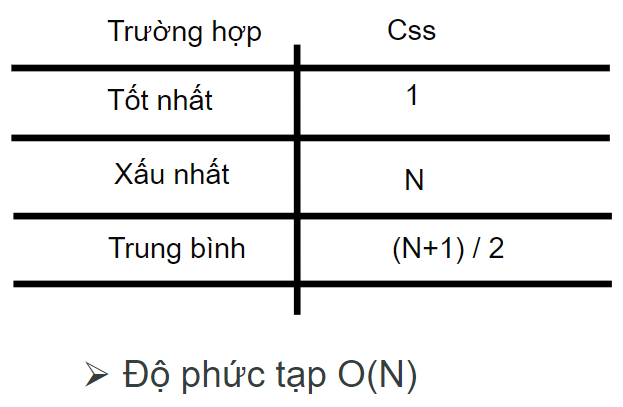 Trường hợp Css
Tốt nhất 1
Xấu nhất N
Trung bình (N+1) / 2
➢ Độ phức tạp O(N)